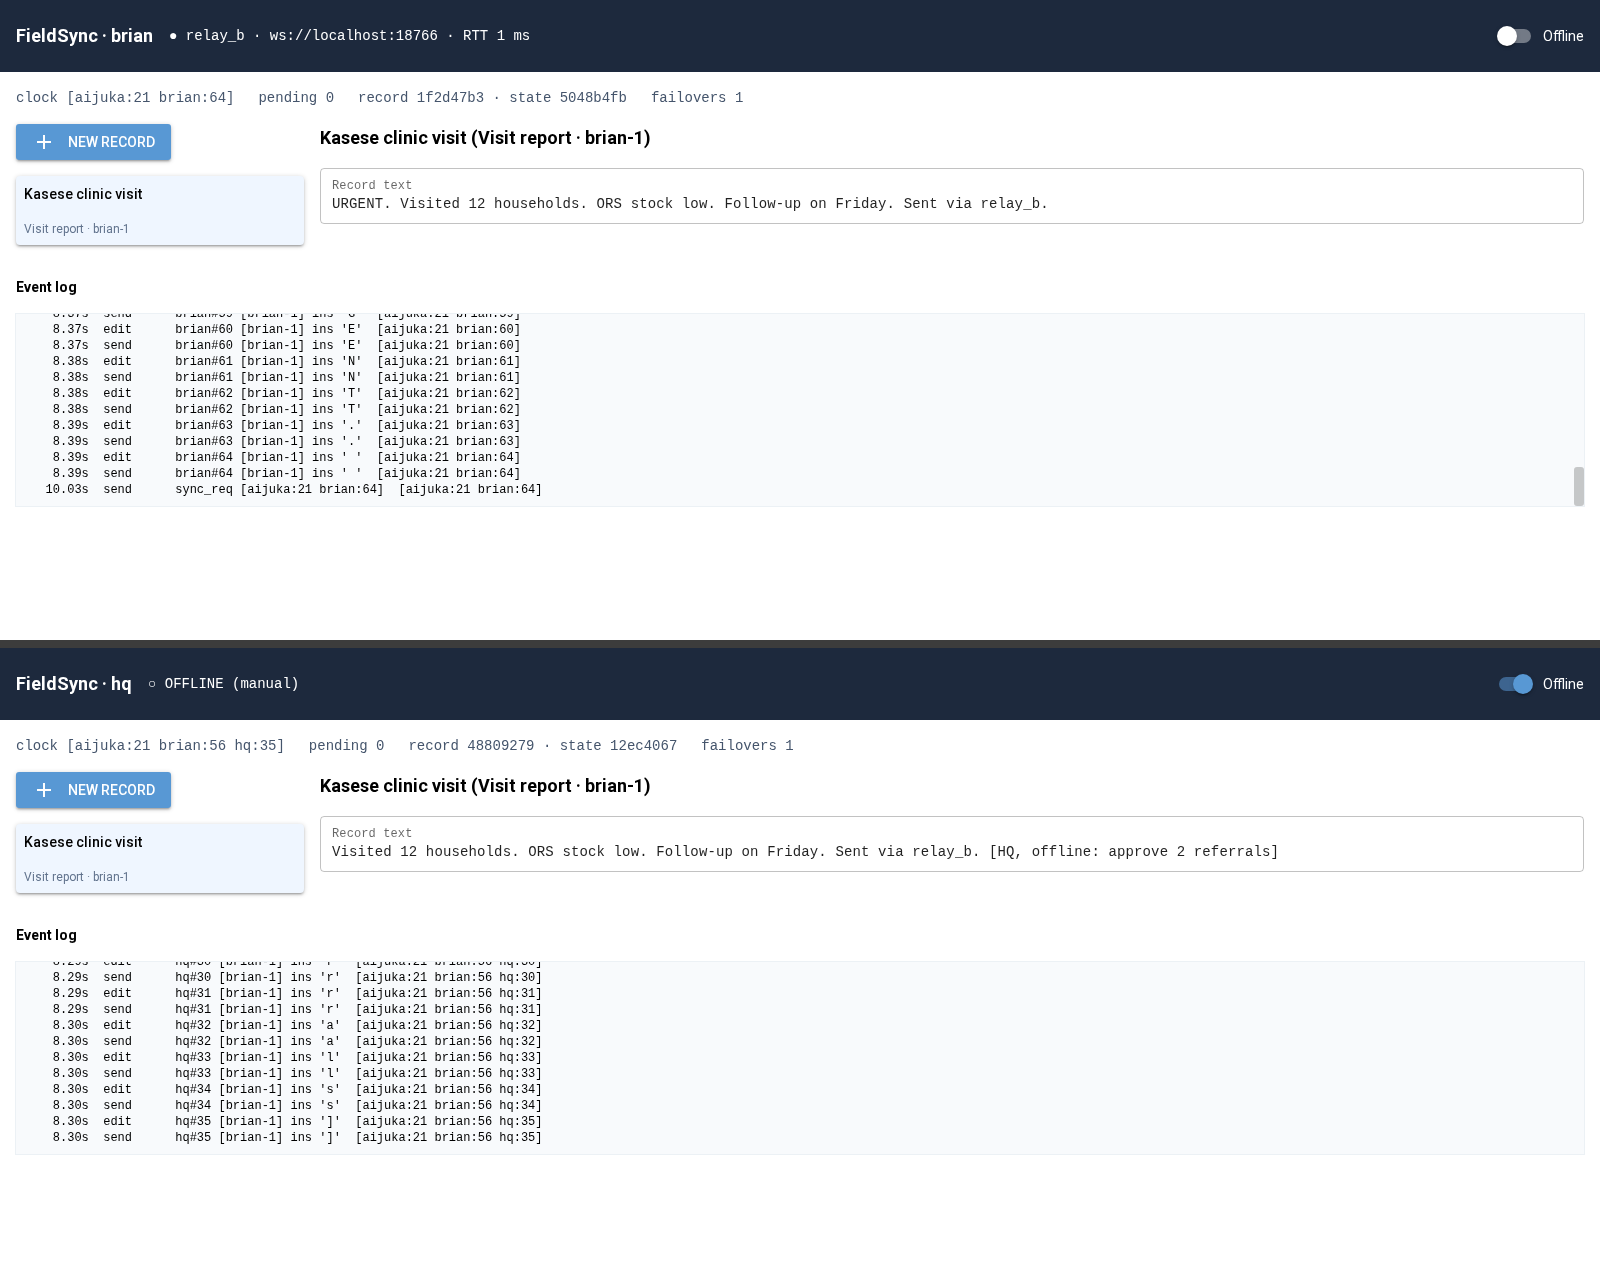 FieldSync · brian ● relay_b · ws://localhost:18766 · RTT 1 ms Offline
clock [aijuka:21 brian:64] pending 0 record 1f2d47b3 · state 5048b4fb failovers 1
NEW RECORD
Kasese clinic visit (Visit report · brian-1)
Kasese clinic visit
Visit report · brian-1
Record text
URGENT. Visited 12 households. ORS stock low. Follow-up on Friday. Sent via relay_b.
Event log
8.37s edit brian#60 [brian-1] ins 'E' [aijuka:21 brian:60]
8.37s send brian#60 [brian-1] ins 'E' [aijuka:21 brian:60]
8.38s edit brian#61 [brian-1] ins 'N' [aijuka:21 brian:61]
8.38s send brian#61 [brian-1] ins 'N' [aijuka:21 brian:61]
8.38s edit brian#62 [brian-1] ins 'T' [aijuka:21 brian:62]
8.38s send brian#62 [brian-1] ins 'T' [aijuka:21 brian:62]
8.39s edit brian#63 [brian-1] ins '.' [aijuka:21 brian:63]
8.39s send brian#63 [brian-1] ins '.' [aijuka:21 brian:63]
8.39s edit brian#64 [brian-1] ins ' ' [aijuka:21 brian:64]
8.39s send brian#64 [brian-1] ins ' ' [aijuka:21 brian:64]
10.03s send sync_req [aijuka:21 brian:64] [aijuka:21 brian:64]
FieldSync · hq ○ OFFLINE (manual) Offline
clock [aijuka:21 brian:56 hq:35] pending 0 record 48809279 · state 12ec4067 failovers 1
NEW RECORD
Kasese clinic visit (Visit report · brian-1)
Kasese clinic visit
Visit report · brian-1
Record text
Visited 12 households. ORS stock low. Follow-up on Friday. Sent via relay_b. [HQ, offline: approve 2 referrals]
Event log
8.29s send hq#30 [brian-1] ins 'r' [aijuka:21 brian:56 hq:30]
8.29s edit hq#31 [brian-1] ins 'r' [aijuka:21 brian:56 hq:31]
8.29s send hq#31 [brian-1] ins 'r' [aijuka:21 brian:56 hq:31]
8.30s edit hq#32 [brian-1] ins 'a' [aijuka:21 brian:56 hq:32]
8.30s send hq#32 [brian-1] ins 'a' [aijuka:21 brian:56 hq:32]
8.30s edit hq#33 [brian-1] ins 'l' [aijuka:21 brian:56 hq:33]
8.30s send hq#33 [brian-1] ins 'l' [aijuka:21 brian:56 hq:33]
8.30s edit hq#34 [brian-1] ins 's' [aijuka:21 brian:56 hq:34]
8.30s send hq#34 [brian-1] ins 's' [aijuka:21 brian:56 hq:34]
8.30s edit hq#35 [brian-1] ins ']' [aijuka:21 brian:56 hq:35]
8.30s send hq#35 [brian-1] ins ']' [aijuka:21 brian:56 hq:35]